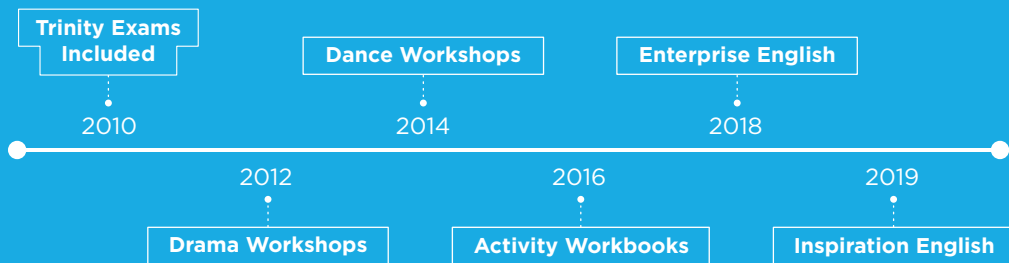 Trinity Exams
Included
Dance Workshops
Enterprise English
2010
2014
2018
2012
2016
2019
Drama Workshops
Activity Workbooks
Inspiration English